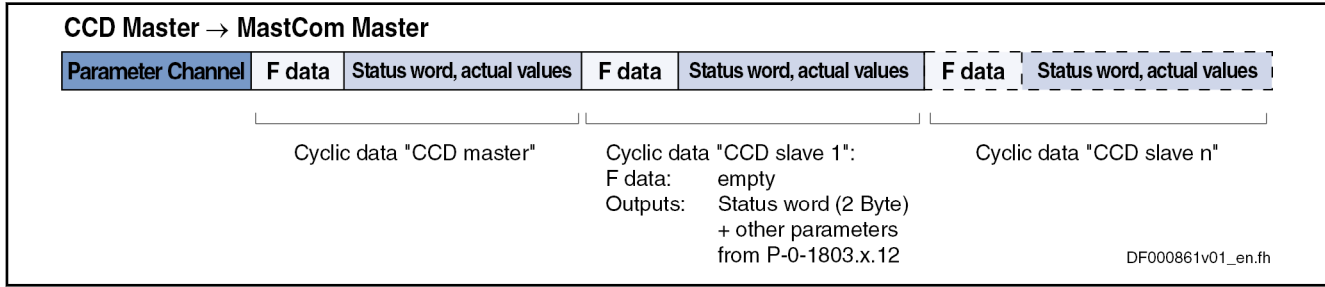 CCD Master → MastCom Master
Parameter Channel F data Status word, actual values F data Status word, actual values F data Status word, actual values
Cyclic data "CCD master" Cyclic data "CCD slave 1": Cyclic data "CCD slave n"
F data: empty
Outputs: Status word (2 Byte)
+ other parameters
from P-0-1803.x.12
DF000861v01_en.fh